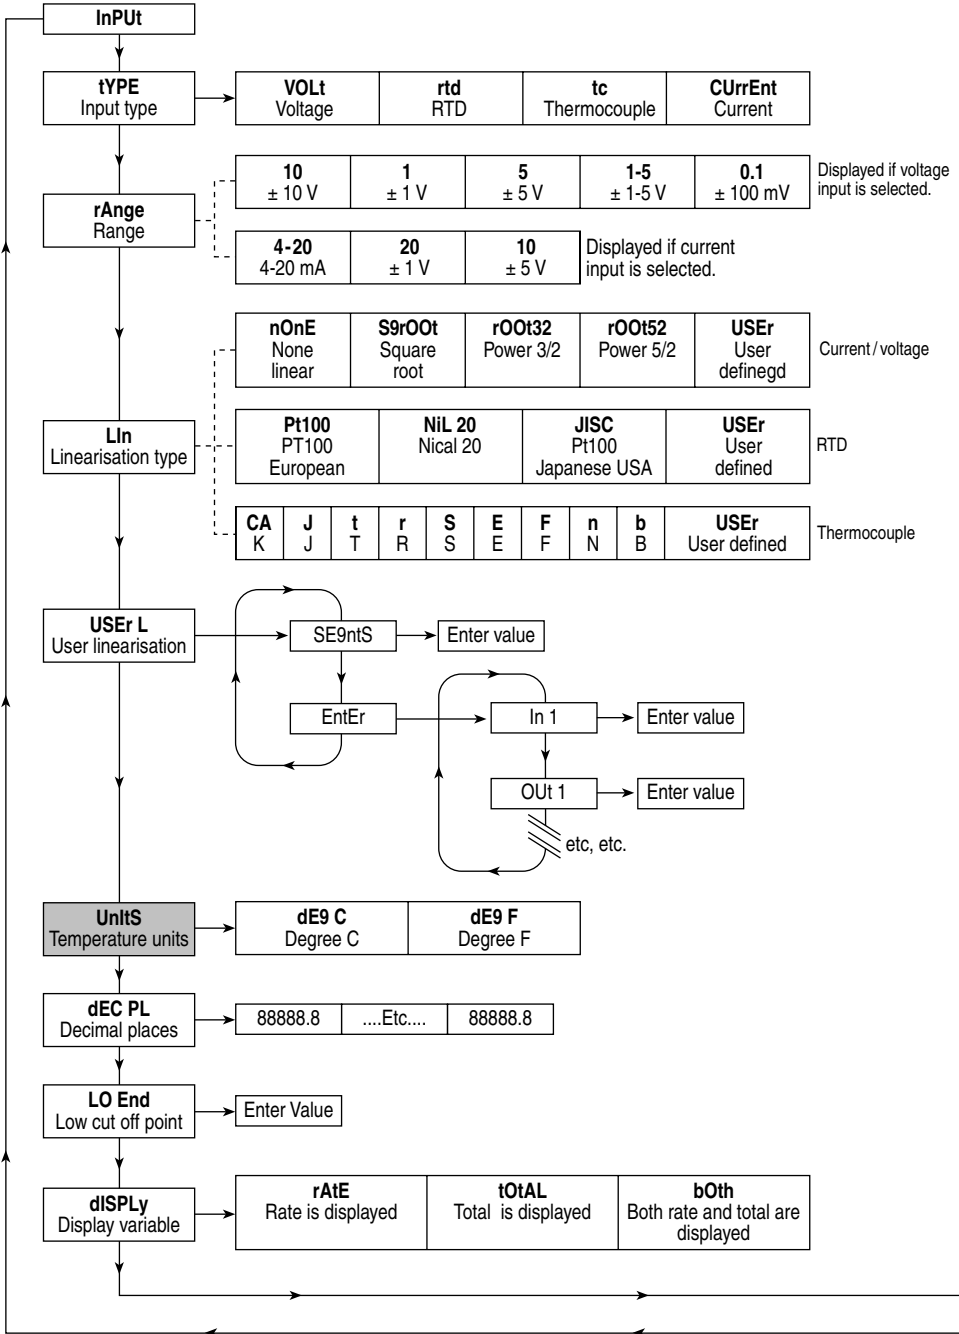 InPUt
tYPE
Input type
VOLt
Voltage
rtd
RTD
tc
Thermocouple
CUrrEnt
Current
rAnge
Range
10
± 10 V
1
± 1 V
5
± 5 V
1-5
± 1-5 V
0.1
± 100 mV
Displayed if voltage
input is selected.
4-20
4-20 mA
20
± 1 V
10
± 5 V
Displayed if current
input is selected.
LIn
Linearisation type
nOnE
None
linear
S9rOOt
Square
root
rOOt32
Power 3/2
rOOt52
Power 5/2
USEr
User
definegd
Current / voltage
Pt100
PT100
European
NiL 20
Nical 20
JISC
Pt100
Japanese USA
USEr
User
defined
RTD
CA
K
J
J
t
T
r
R
S
S
E
E
F
F
n
N
b
B
USEr
User defined
Thermocouple
USEr L
User linearisation
SE9ntS
Enter value
EntEr
In 1
Enter value
OUt 1
Enter value
etc, etc.
UnItS
Temperature units
dE9 C
Degree C
dE9 F
Degree F
dEC PL
Decimal places
88888.8
....Etc....
88888.8
LO End
Low cut off point
Enter Value
dISPLy
Display variable
rAtE
Rate is displayed
tOtAL
Total is displayed
bOth
Both rate and total are
displayed